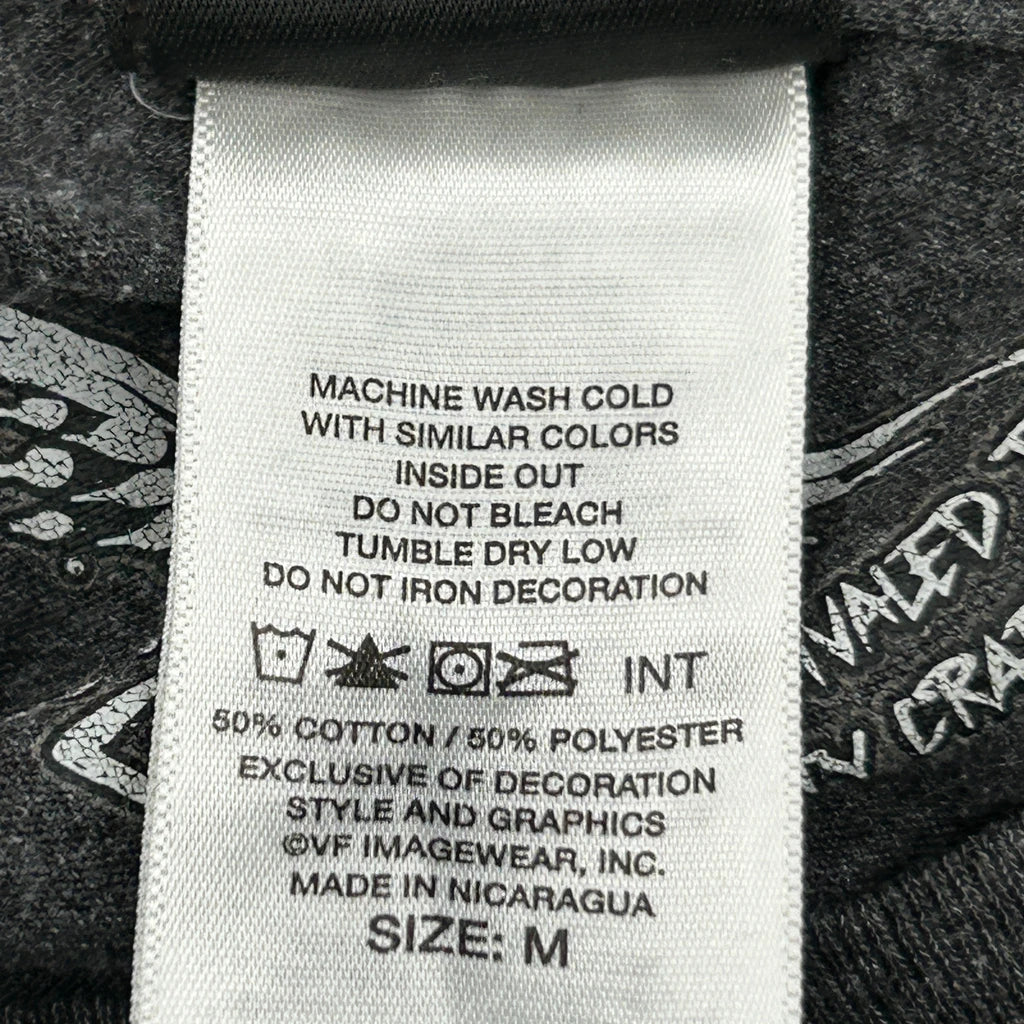 MACHINE WASH COLD
WITH SIMILAR COLORS
INSIDE OUT
DO NOT BLEACH
TUMBLE DRY LOW
DO NOT IRON DECORATION
INT
50% COTTON / 50% POLYESTER
EXCLUSIVE OF DECORATION
STYLE AND GRAPHICS
©VF IMAGEWEAR, INC.
MADE IN NICARAGUA
SIZE: M